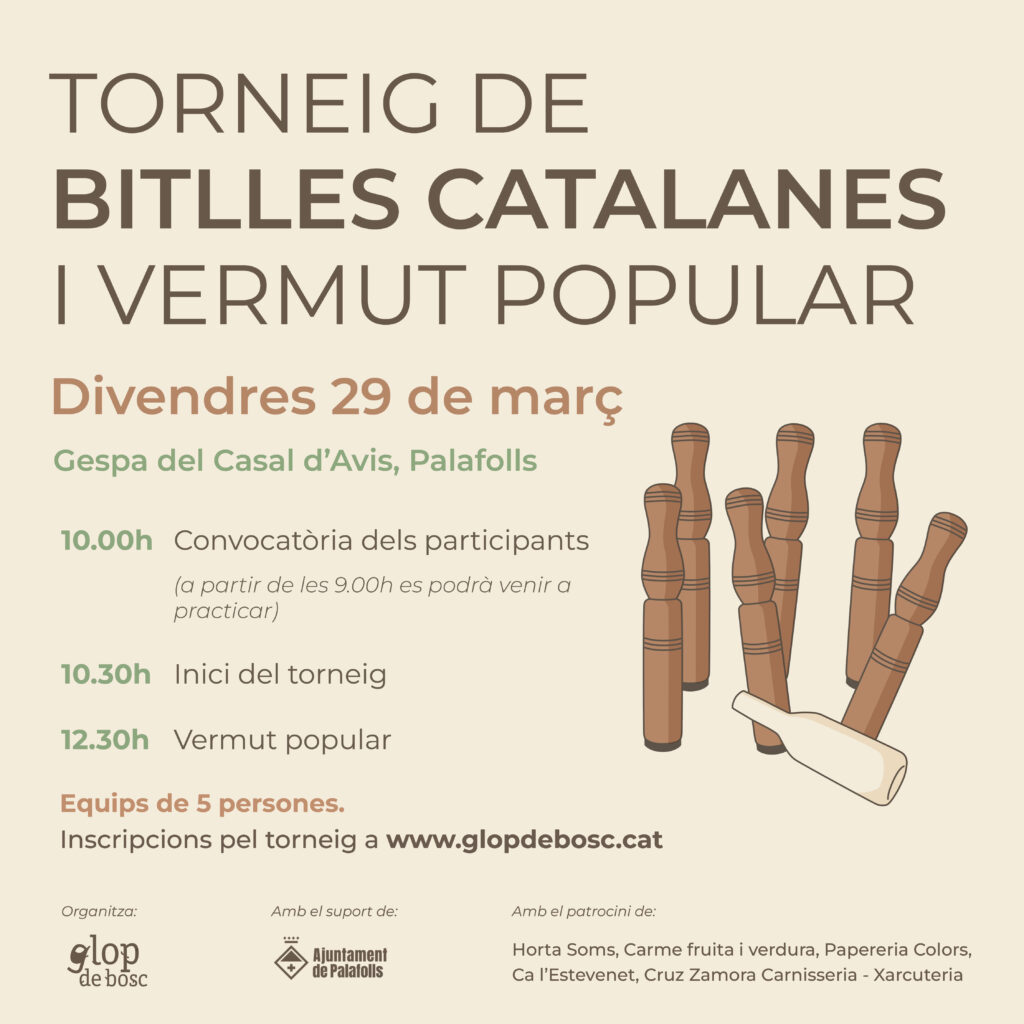 TORNEIG DE
BITLLES CATALANES
I VERMUT POPULAR
Divendres 29 de març
Gespa del Casal d’Avis, Palafolls
10.00h Convocatòria dels participants
(a partir de les 9.00h es podrà venir a
practicar)
10.30h Inici del torneig
12.30h Vermut popular
Equips de 5 persones.
Inscripcions pel torneig a www.glopdebosc.cat
Organitza:
glop
de bosc
Amb el suport de:
Ajuntament
de Palafolls
Amb el patrocini de:
Horta Soms, Carme fruita i verdura, Papereria Colors,
Ca l’Estevenet, Cruz Zamora Carnisseria - Xarcuteria